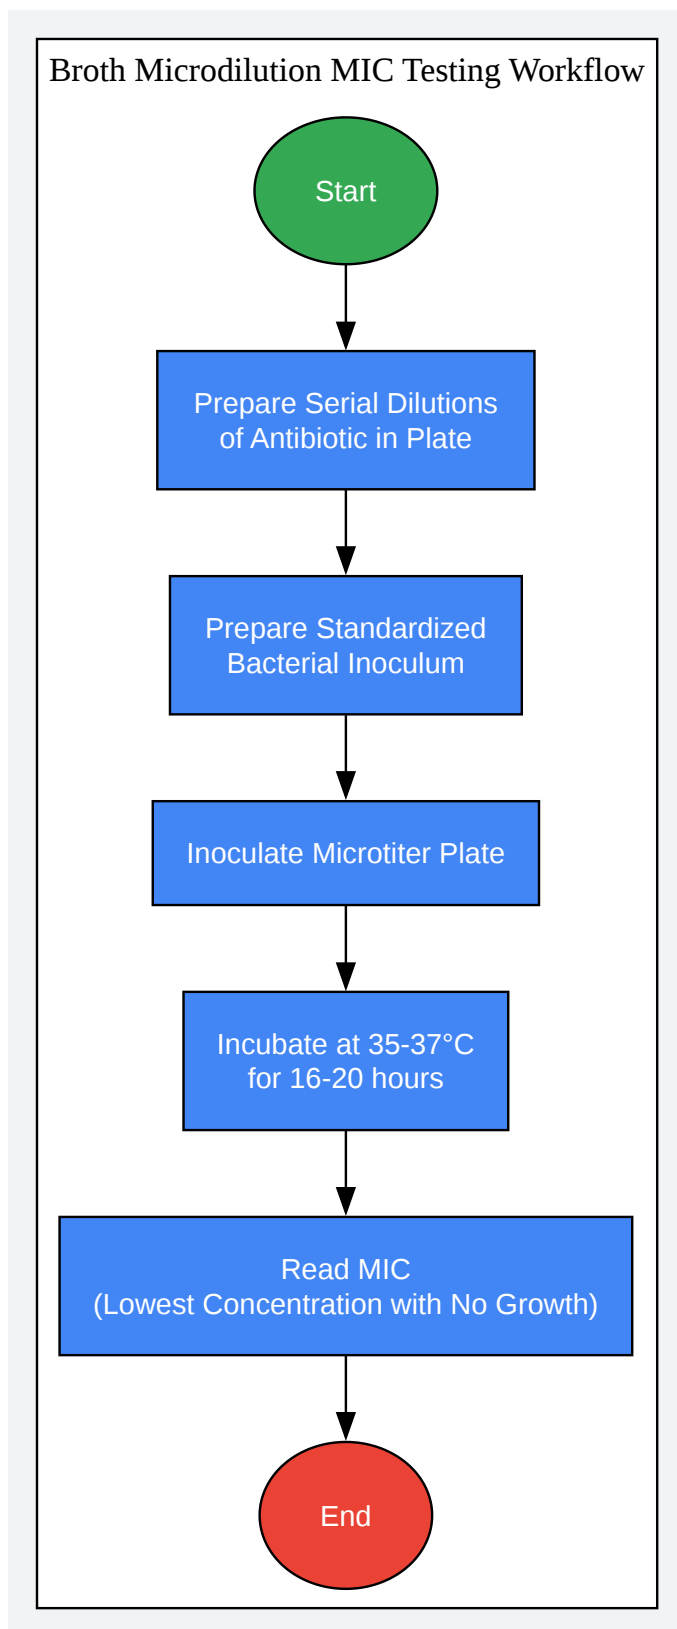 Broth Microdilution MIC Testing Workflow
Start
Prepare Serial Dilutions
of Antibiotic in Plate
Prepare Standardized
Bacterial Inoculum
Inoculate Microtiter Plate
Incubate at 35-37°C
for 16-20 hours
Read MIC
(Lowest Concentration with No Growth)
End